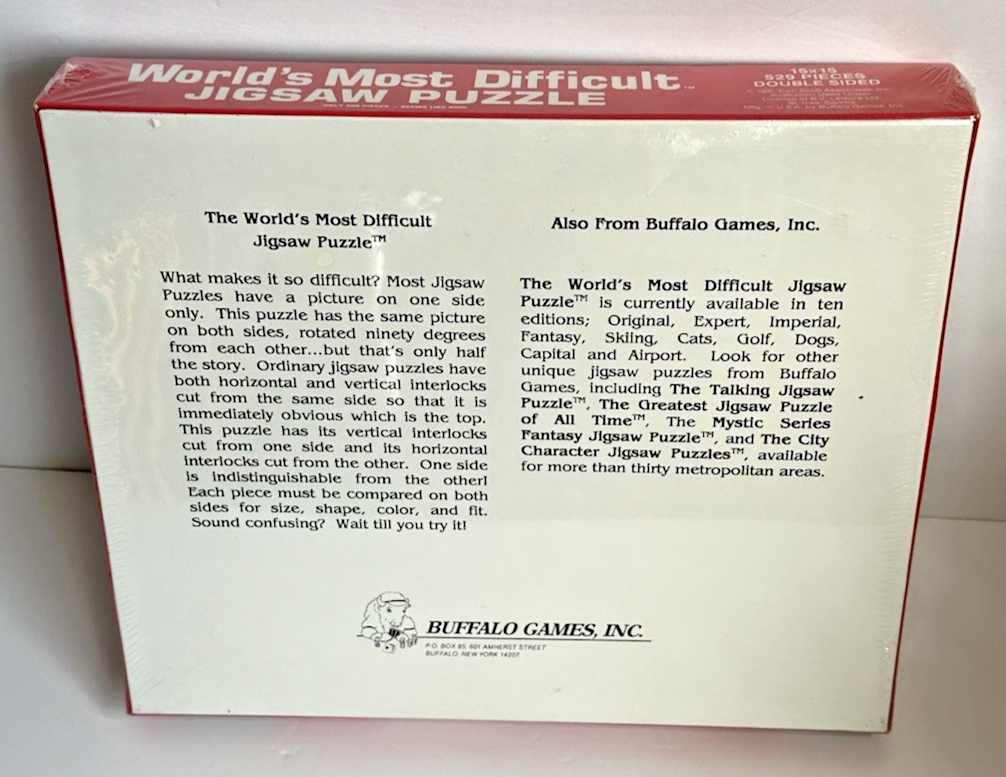 World's Most Difficult
JIGSAW PUZZLE
15x15
529 PIECES
DOUBLE SIDED
The World's Most Difficult
Jigsaw Puzzle™
What makes it so difficult? Most Jigsaw
Puzzles have a picture on one side
only. This puzzle has the same picture
on both sides, rotated ninety degrees
from each other...but that's only half
the story. Ordinary jigsaw puzzles have
both horizontal and vertical interlocks
cut from the same side so that it is
immediately obvious which is the top.
This puzzle has its vertical interlocks
cut from one side and its horizontal
interlocks cut from the other. One side
is indistinguishable from the other!
Each piece must be compared on both
sides for size, shape, color, and fit.
Sound confusing? Wait till you try it!
Also From Buffalo Games, Inc.
The World's Most Difficult Jigsaw
Puzzle™ is currently available in ten
editions; Original, Expert, Imperial,
Fantasy, Skiing, Cats, Golf, Dogs,
Capital and Airport. Look for other
unique jigsaw puzzles from Buffalo
Games, including The Talking Jigsaw
Puzzle™, The Greatest Jigsaw Puzzle
of All Time™, The Mystic Series
Fantasy Jigsaw Puzzle™, and The City
Character Jigsaw Puzzles™, available
for more than thirty metropolitan areas.
BUFFALO GAMES, INC.
P.O. BOX 85, 601 AMHERST STREET
BUFFALO, NEW YORK 14207